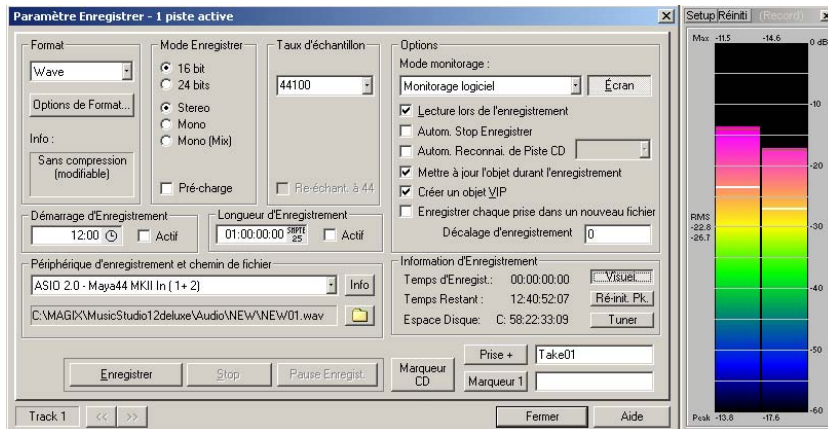 Paramètre Enregistrer - 1 piste active
Format
Wave
Options de Format...
Info :
Sans compression
(modifiable)
Mode Enregistrer
16 bit
24 bits
Stereo
Mono
Mono (Mix)
Pré-charge
Taux d'échantillon
44100
Re-échant. à 44
Options
Mode monitorage :
Monitorage logiciel
Écran
Lecture lors de l'enregistrement
Autom. Stop Enregistrer
Autom. Reconnai. de Piste CD
Mettre à jour l'objet durant l'enregistrement
Créer un objet VIP
Enregistrer chaque prise dans un nouveau fichier
Décalage d'enregistrement 0
Démarrage d'Enregistrement
12:00 Actif
Longueur d'Enregistrement
01:00:00:00 SMPTE 25 Actif
Périphérique d'enregistrement et chemin de fichier
ASIO 2.0 - Maya44 MKII In ( 1+ 2) Info
C:\MAGIX\MusicStudio12deluxe\Audio\NEW\NEW01.wav
Information d'Enregistrement
Temps d'Enregist.: 00:00:00:00 Visuel
Temps Restant : 12:40:52:07 Ré-init. Pk.
Espace Disque: C: 58:22:33:09 Tuner
Enregistrer Stop Pause Enregist.
Marqueur
CD
Prise + Take01
Marqueur 1
Track 1 << >> Fermer Aide
Setup Réiniti (Record)
Max -11.5 -14.6 0 dB
-10
-20
-30
RMS
-22.8
-26.7
-40
-50
-60
Peak -13.8 -17.6